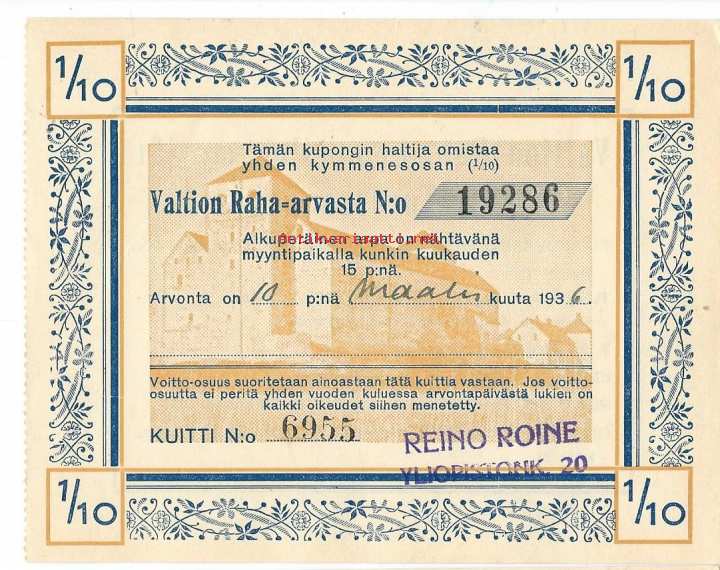 1/10 1/10
Tämän kupongin haltija omistaa
yhden kymmenesosan (1/10)
Valtion Raha=arvasta N:o 19286
Alkuperäinen arpa on nähtävänä
myyntipaikalla kunkin kuukauden
15 p:nä.
Arvonta on 10 p:nä Maalis kuuta 1936.
Voitto-osuus suoritetaan ainoastaan tätä kuittia vastaan. Jos voitto-
osuutta ei peritä yhden vuoden kuluessa arvontapäivästä lukien on
kaikki oikeudet siihen menetetty.
KUITTI N:o 6955
REINO ROINE
YLIOPISTONK. 20
1/10 1/10